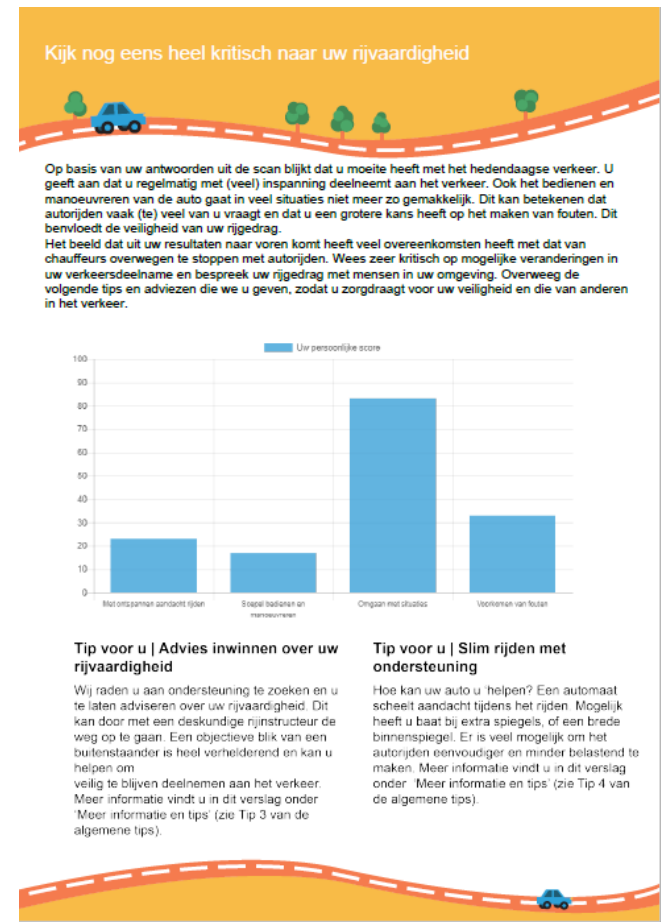 Kijk nog eens heel kritisch naar uw rijvaardigheid
Op basis van uw antwoorden uit de scan blijkt dat u moeite heeft met het hedendaagse verkeer. U
geeft aan dat u regelmatig met (veel) inspanning deelneemt aan het verkeer. Ook het bedienen en
manoeuvreren van de auto gaat in veel situaties niet meer zo gemakkelijk. Dit kan betekenen dat
autorijden vaak (te) veel van u vraagt en dat u een grotere kans heeft op het maken van fouten. Dit
benvloedt de veiligheid van uw rijgedrag.
Het beeld dat uit uw resultaten naar voren komt heeft veel overeenkomsten heeft met dat van
chauffeurs overwegen te stoppen met autorijden. Wees zeer kritisch op mogelijke veranderingen in
uw verkeersdeelname en bespreek uw rijgedrag met mensen in uw omgeving. Overweeg de
volgende tips en adviezen die we u geven, zodat u zorgdraagt voor uw veiligheid en die van anderen
in het verkeer.
Uw persoonlijke score
100
90
80
70
60
50
40
30
20
10
0
Met ontspannen aandacht rijden
Soepel bedienen en
manoeuvreren
Omgaan met situaties
Voorkomen van fouten
Tip voor u | Advies inwinnen over uw
rijvaardigheid
Wij raden u aan ondersteuning te zoeken en u
te laten adviseren over uw rijvaardigheid. Dit
kan door met een deskundige rijinstructeur de
weg op te gaan. Een objectieve blik van een
buitenstaander is heel verhelderend en kan u
helpen om
veilig te blijven deelnemen aan het verkeer.
Meer informatie vindt u in dit verslag onder
'Meer informatie en tips' (zie Tip 3 van de
algemene tips).
Tip voor u | Slim rijden met
ondersteuning
Hoe kan uw auto u 'helpen? Een automaat
scheelt aandacht tijdens het rijden. Mogelijk
heeft u baat bij extra spiegels, of een brede
binnenspiegel. Er is veel mogelijk om het
autorijden eenvoudiger en minder belastend te
maken. Meer informatie vindt u in dit verslag
onder 'Meer informatie en tips' (zie Tip 4 van
de algemene tips).